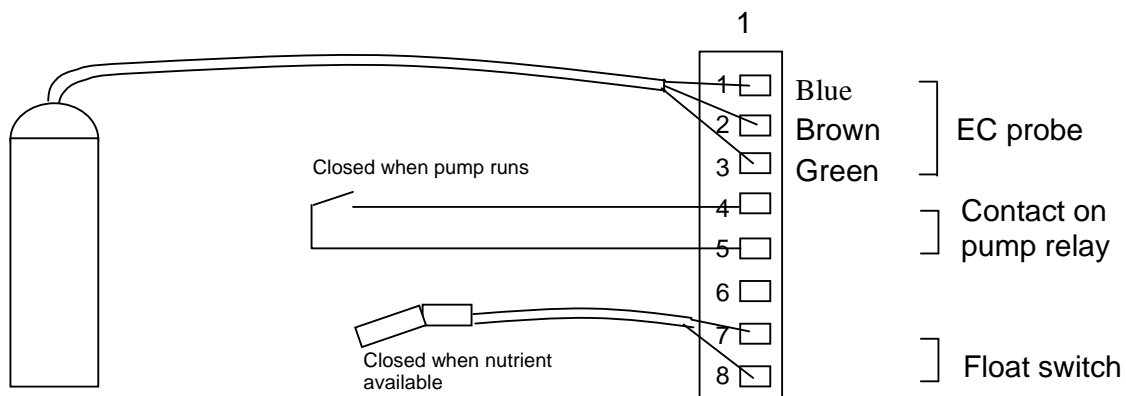 1
1 Blue
2 Brown EC probe
3 Green
Closed when pump runs
4 Contact on
5 pump relay
6
7
Closed when nutrient
available
8 Float switch